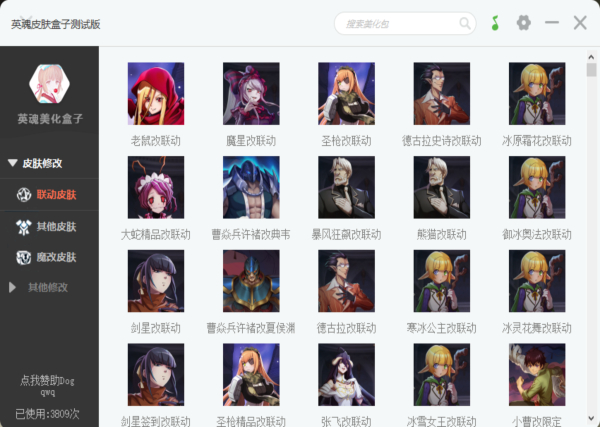 英魂皮肤盒子测试版
搜索美化包
英魂美化盒子
皮肤修改
联动皮肤
其他皮肤
魔改皮肤
其他修改
点我赞助Dog
qwq
已使用:3809次
老鼠改联动
魔星改联动
圣枪改联动
德古拉史诗改联动
冰原霜花改联动
大蛇精品改联动
曹焱兵许褚改典韦
暴风狂飙改联动
熊猫改联动
御冰奥法改联动
剑星改联动
曹焱兵许褚改夏侯渊
德古拉改联动
寒冰公主改联动
冰灵花舞改联动
剑星签到改联动
圣枪精品改联动
张飞改联动
冰雪女王改联动
小曹改限定